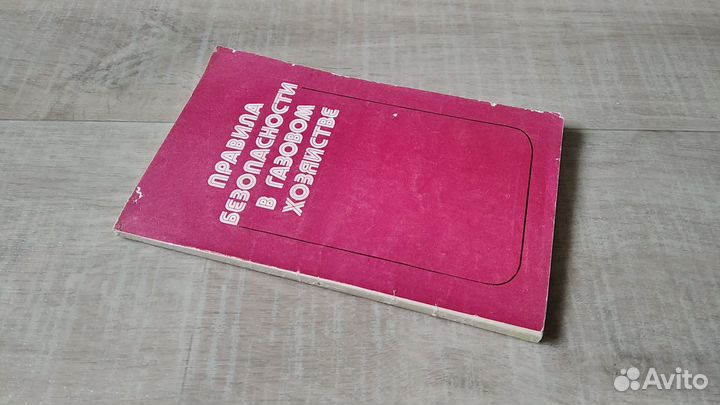 ПРАВИЛА
БЕЗОПАСНОСТИ
В ГАЗОВОМ
ХОЗЯЙСТВЕ
Avito